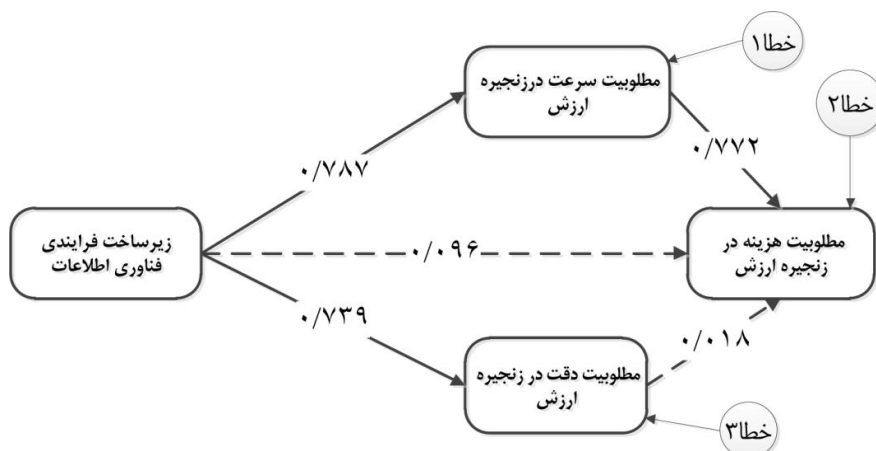 خطا۱
مطلوبیت سرعت درزنجیره
ارزش
خطا۲
۰/۷۸۷
۰/۷۷۲
زیرساخت فرایندی
فناوری اطلاعات
۰/۰۹۶
مطلوبیت هزینه در
زنجیره ارزش
۰/۷۳۹
۰/۰۱۸
مطلوبیت دقت در زنجیره
ارزش
خطا۳